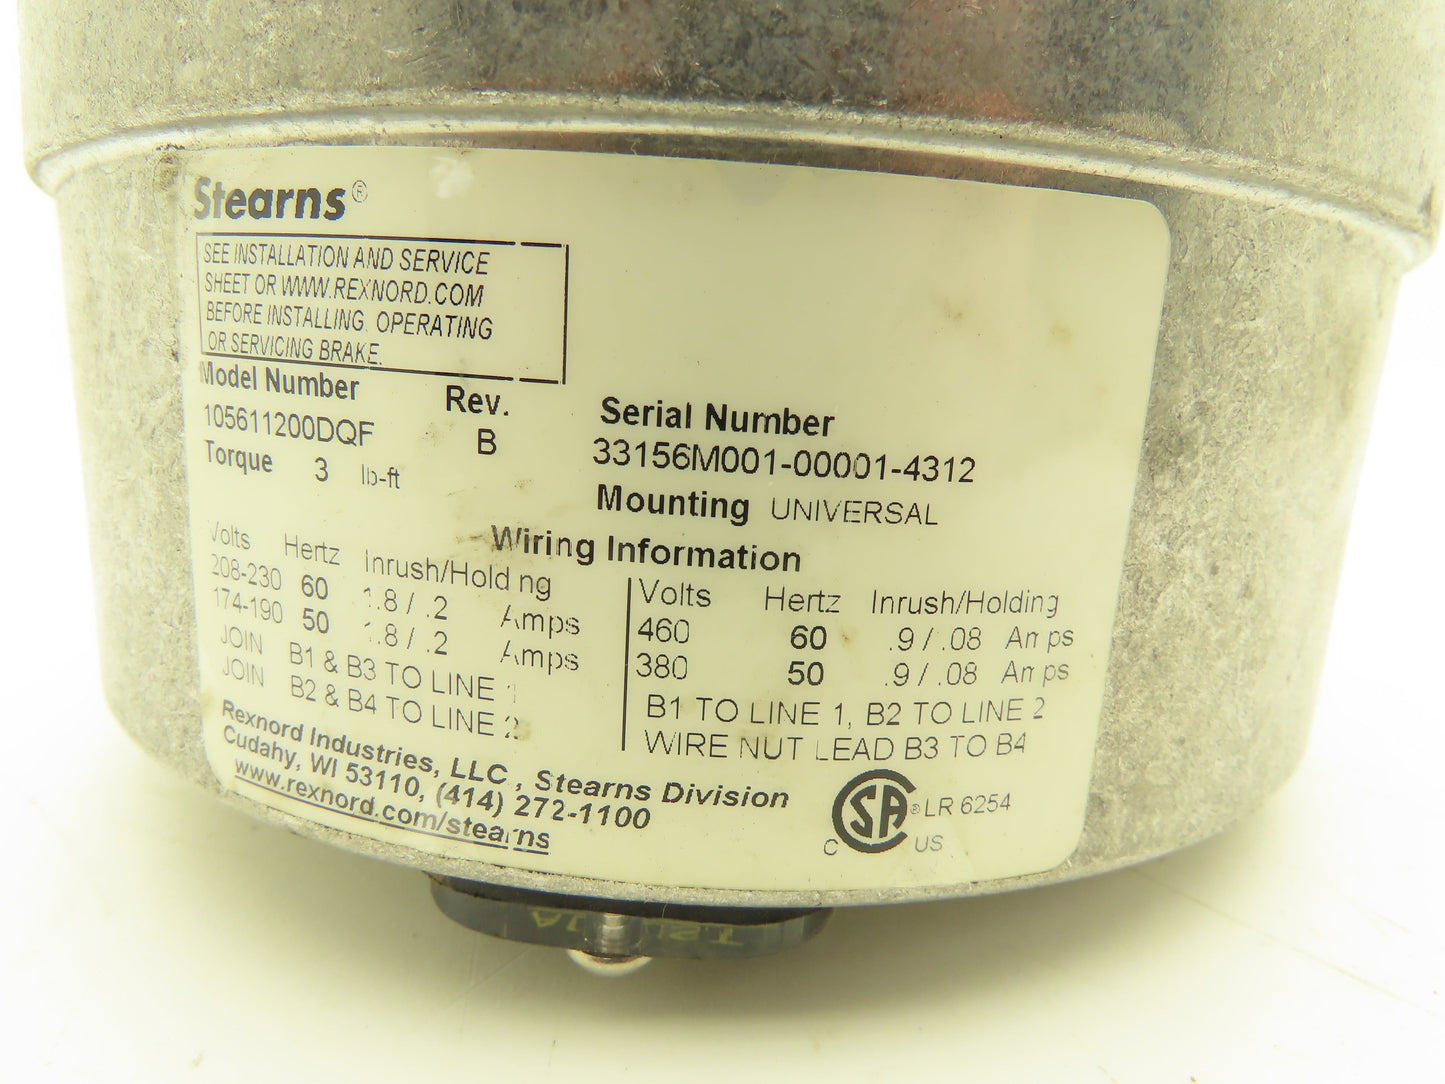 Stearns®
SEE INSTALLATION AND SERVICE
SHEET OR WWW.REXNORD.COM
BEFORE INSTALLING. OPERATING
OR SERVICING BRAKE.
Model Number
105611200DQF
Rev.
B
Serial Number
33156M001-00001-4312
Torque 3 lb-ft
Mounting UNIVERSAL
Wiring Information
Volts Hertz Inrush/Holding
208-230 60 1.8 / .2 Amps
174-190 50 1.8 / .2 Amps
JOIN B1 & B3 TO LINE 1
JOIN B2 & B4 TO LINE 2
Volts Hertz Inrush/Holding
460 60 .9 / .08 Amps
380 50 .9 / .08 Amps
B1 TO LINE 1, B2 TO LINE 2
WIRE NUT LEAD B3 TO B4
Rexnord Industries, LLC , Stearns Division
Cudahy, WI 53110, (414) 272-1100
www.rexnord.com/stearns
CSA® LR 6254
C US